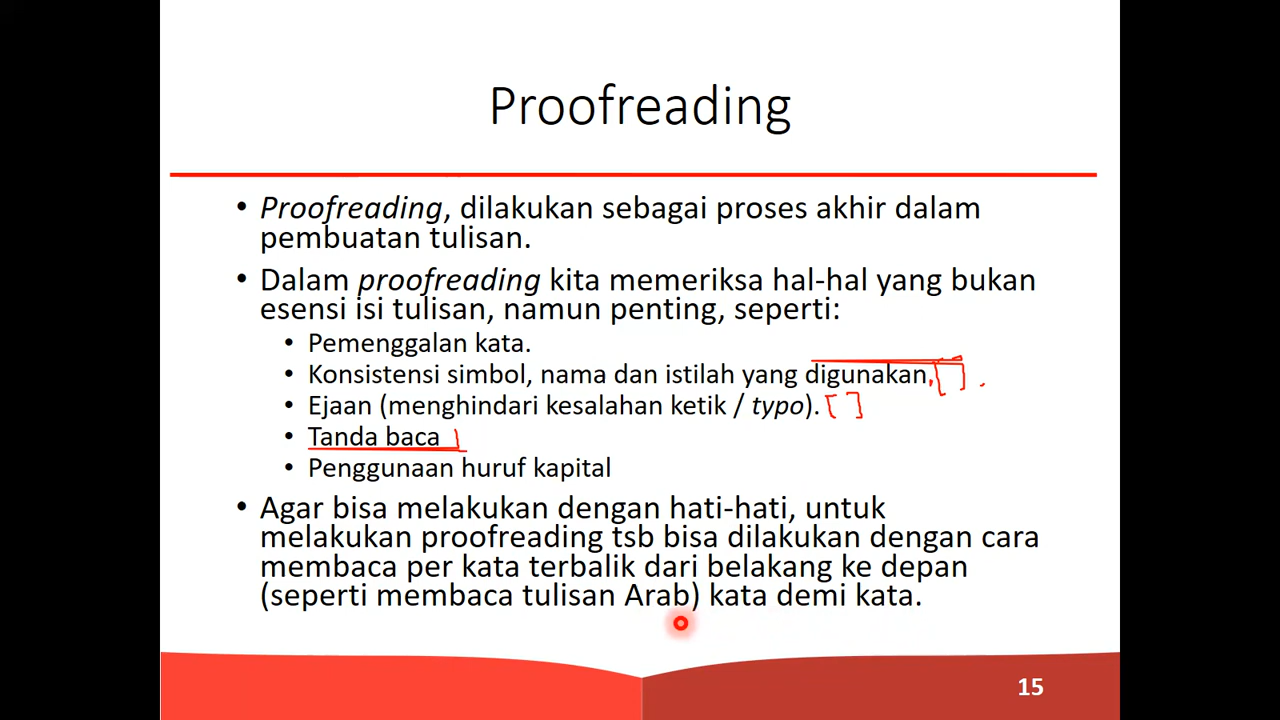 Proofreading
• Proofreading, dilakukan sebagai proses akhir dalam
pembuatan tulisan.
• Dalam proofreading kita memeriksa hal-hal yang bukan
esensi isi tulisan, namun penting, seperti:
• Pemenggalan kata.
• Konsistensi simbol, nama dan istilah yang digunakan.
• Ejaan (menghindari kesalahan ketik / typo).
• Tanda baca
• Penggunaan huruf kapital
• Agar bisa melakukan dengan hati-hati, untuk
melakukan proofreading tsb bisa dilakukan dengan cara
membaca per kata terbalik dari belakang ke depan
(seperti membaca tulisan Arab) kata demi kata.
15